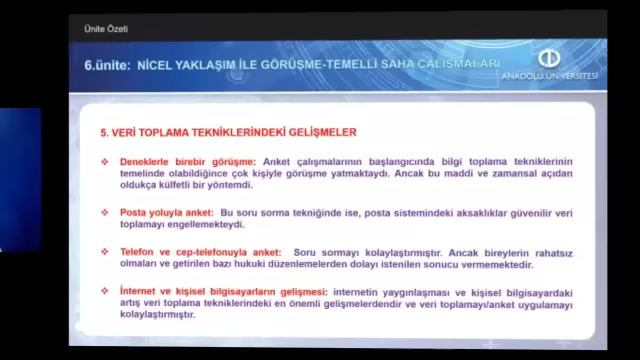 Ünite Özeti
6.ünite: NİCEL YAKLAŞIM İLE GÖRÜŞME-TEMELLİ SAHA ÇALIŞMALARI
ANADOLU ÜNİVERSİTESİ
5. VERİ TOPLAMA TEKNİKLERİNDEKİ GELİŞMELER
Deneklerle birebir görüşme: Anket çalışmalarının başlangıcında bilgi toplama tekniklerinin
temelinde olabildiğince çok kişiyle görüşme yatmaktaydı. Ancak bu maddi ve zamansal açıdan
oldukça külfetli bir yöntemdi.
Posta yoluyla anket: Bu soru sorma tekniğinde ise, posta sistemindeki aksaklıklar güvenilir veri
toplamayı engellemekteydi.
Telefon ve cep-telefonuyla anket: Soru sormayı kolaylaştırmıştır. Ancak bireylerin rahatsız
olmaları ve getirilen bazı hukuki düzenlemelerden dolayı istenilen sonucu vermemektedir.
İnternet ve kişisel bilgisayarların gelişmesi: internetin yaygınlaşması ve kişisel bilgisayardaki
artış veri toplama tekniklerindeki en önemli gelişmelerdendir ve veri toplamayı/anket uygulamayı
kolaylaştırmıştır.